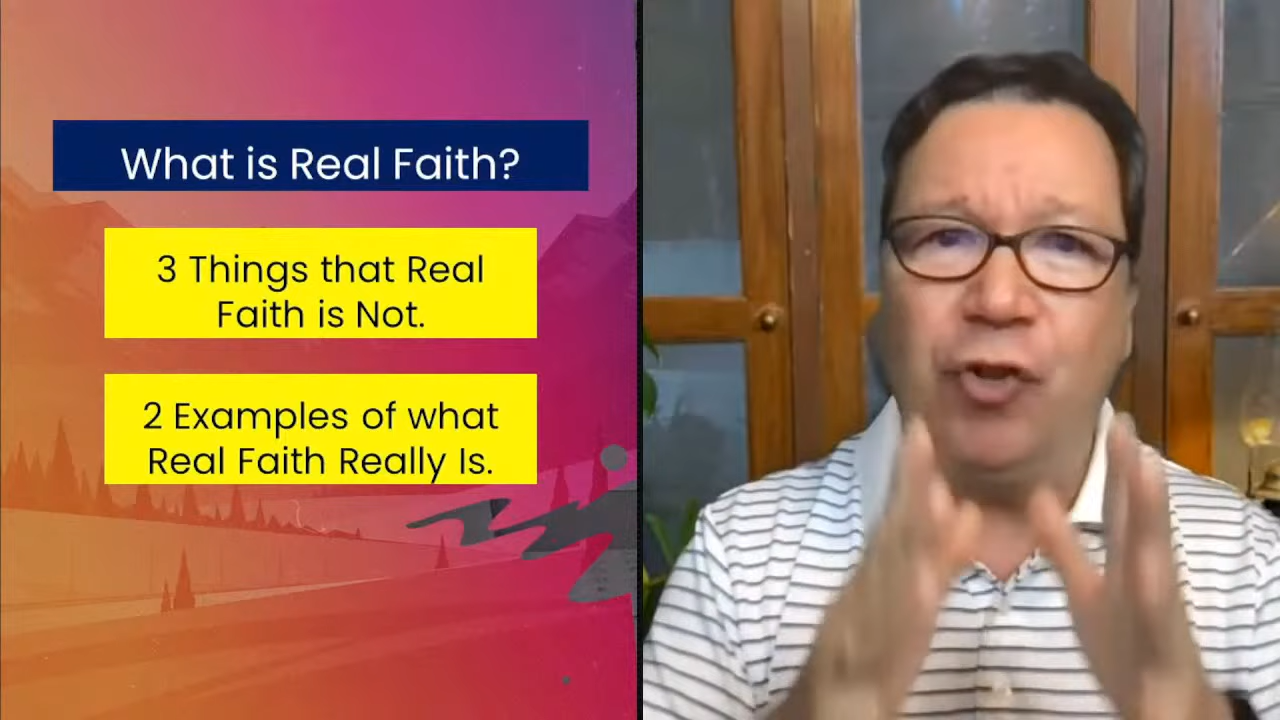 What is Real Faith?
3 Things that Real
Faith is Not.
2 Examples of what
Real Faith Really Is.